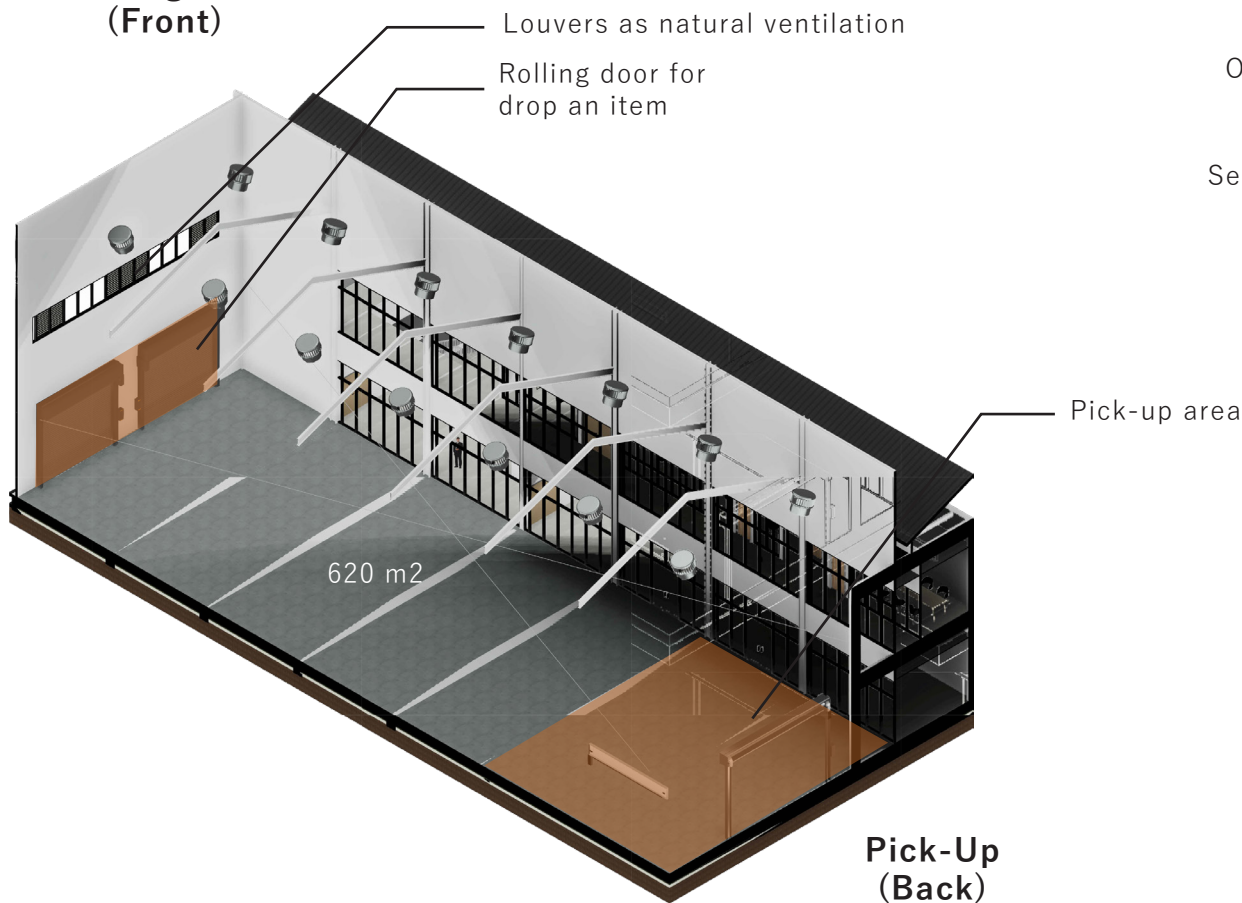 (Front)
Louvers as natural ventilation
Rolling door for
drop an item
Pick-up area
620 m2
Pick-Up
(Back)